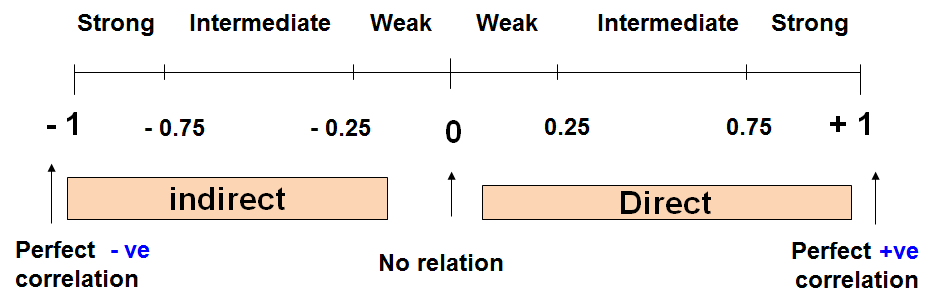 Strong Intermediate Weak Weak Intermediate Strong
- 1 - 0.75 - 0.25 0 0.25 0.75 + 1
indirect Direct
Perfect - ve
correlation
No relation
Perfect +ve
correlation